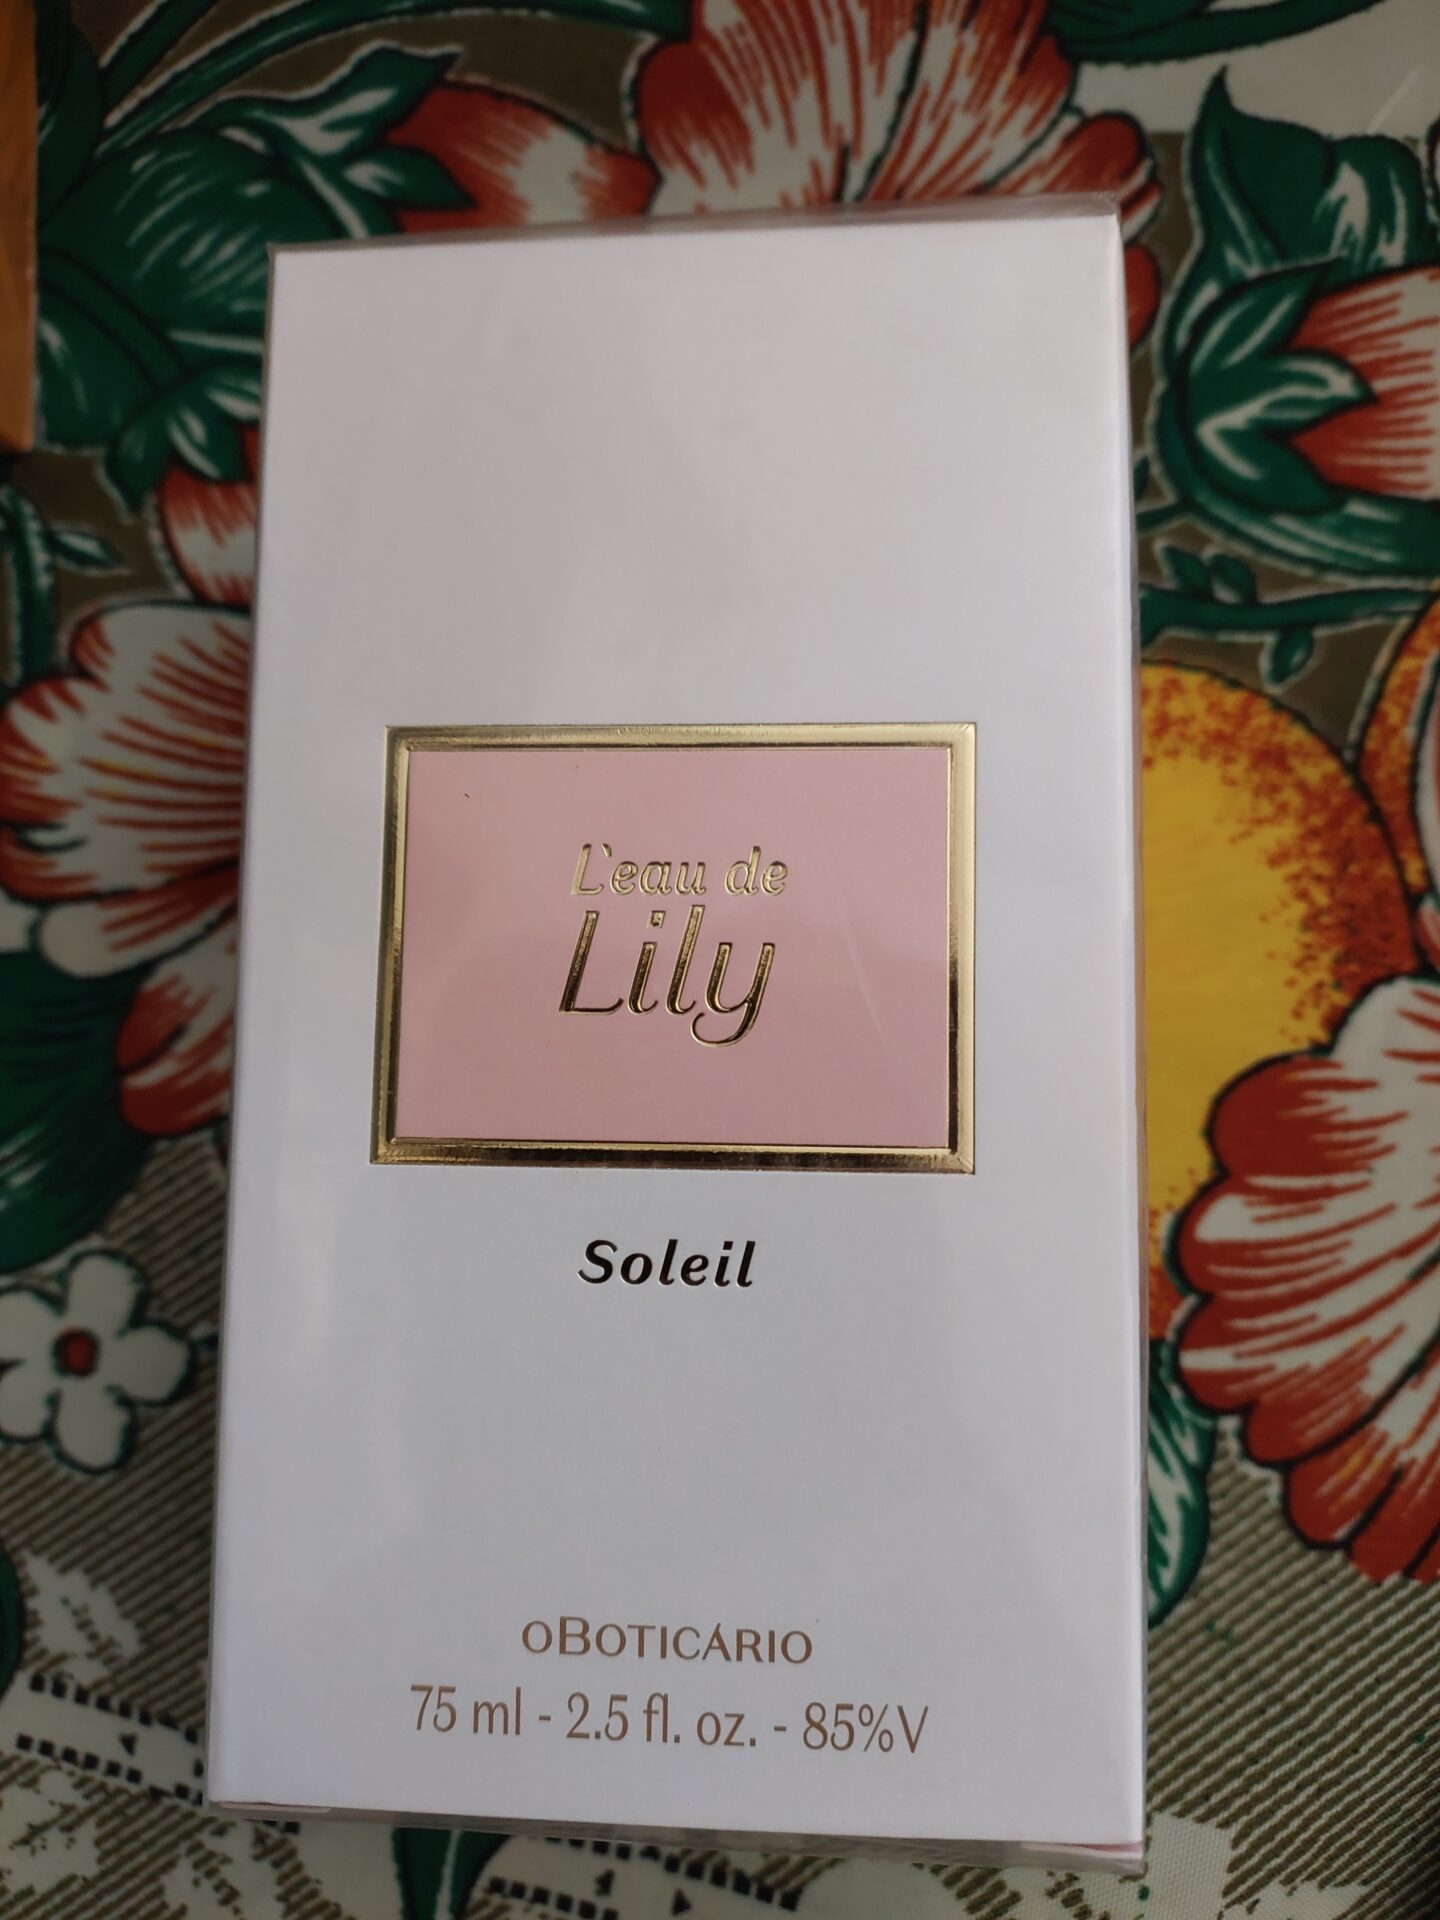 L'eau de
Lily
Soleil
oBOTICÁRIO
75 ml - 2.5 fl. oz. - 85%V